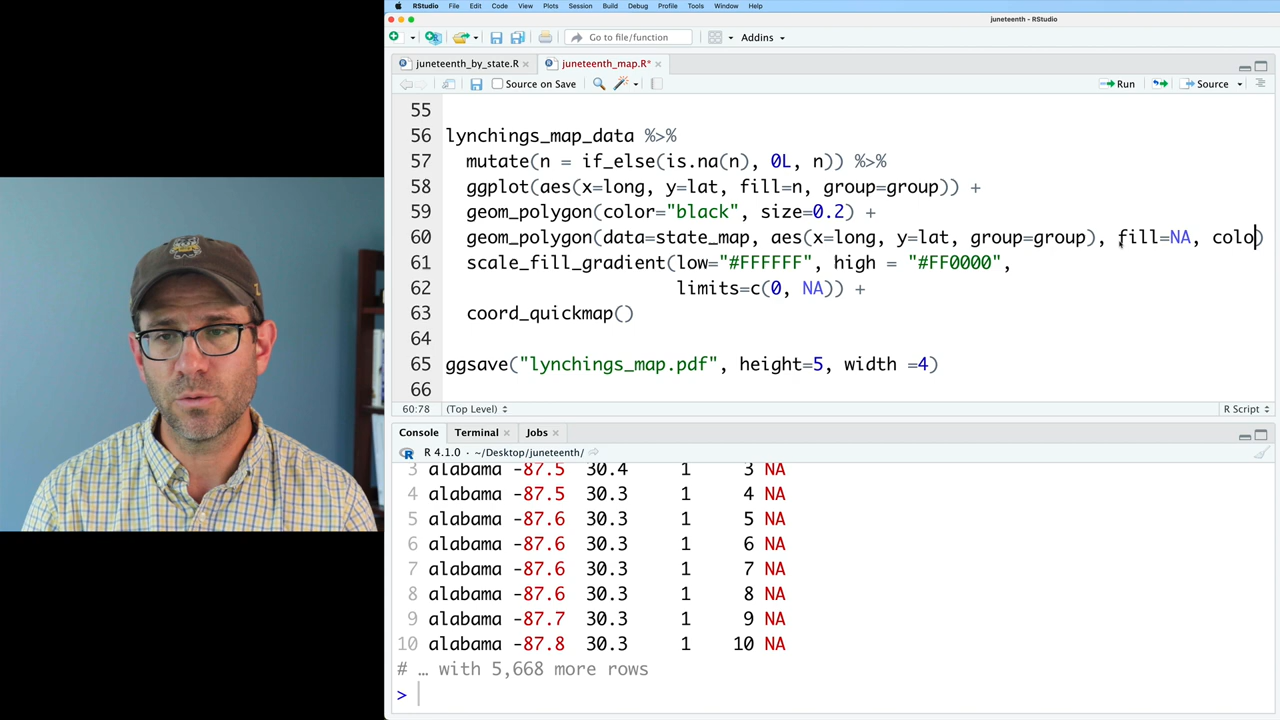 RStudio File Edit Code View Plots Session Build Debug Profile Tools Window Help
juneteenth - RStudio
Go to file/function Addins
juneteenth_by_state.R juneteenth_map.R*
Source on Save Run Source
55
56 lynchings_map_data %>%
57 mutate(n = if_else(is.na(n), 0L, n)) %>%
58 ggplot(aes(x=long, y=lat, fill=n, group=group)) +
59 geom_polygon(color="black", size=0.2) +
60 geom_polygon(data=state_map, aes(x=long, y=lat, group=group), fill=NA, colo)
61 scale_fill_gradient(low="#FFFFFF", high = "#FF0000",
62 limits=c(0, NA)) +
63 coord_quickmap()
64
65 ggsave("lynchings_map.pdf", height=5, width =4)
66
60:78 (Top Level) R Script
Console Terminal Jobs
R 4.1.0 · ~/Desktop/juneteenth/
3 alabama -87.5 30.4 1 3 NA
4 alabama -87.5 30.3 1 4 NA
5 alabama -87.6 30.3 1 5 NA
6 alabama -87.6 30.3 1 6 NA
7 alabama -87.6 30.3 1 7 NA
8 alabama -87.6 30.3 1 8 NA
9 alabama -87.7 30.3 1 9 NA
10 alabama -87.8 30.3 1 10 NA
# … with 5,668 more rows
>